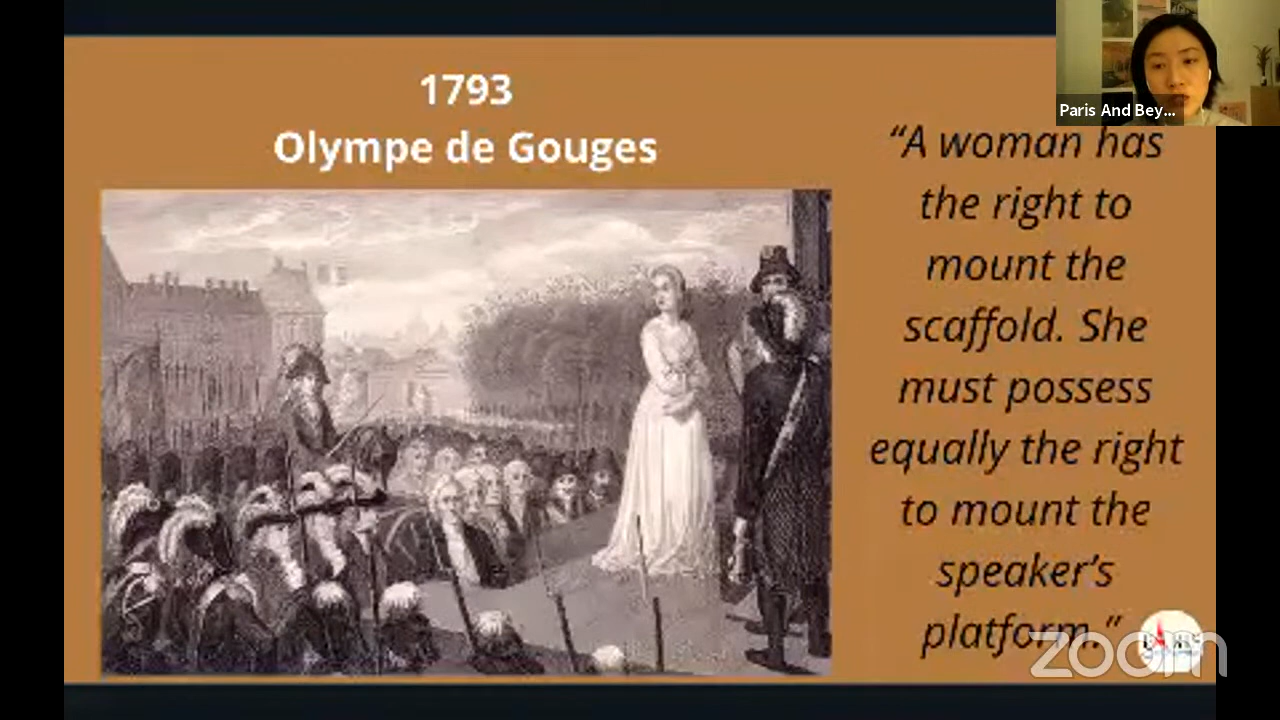 1793
Olympe de Gouges
Paris And Bey...
“A woman has
the right to
mount the
scaffold. She
must possess
equally the right
to mount the
speaker’s
platform.”
zoom